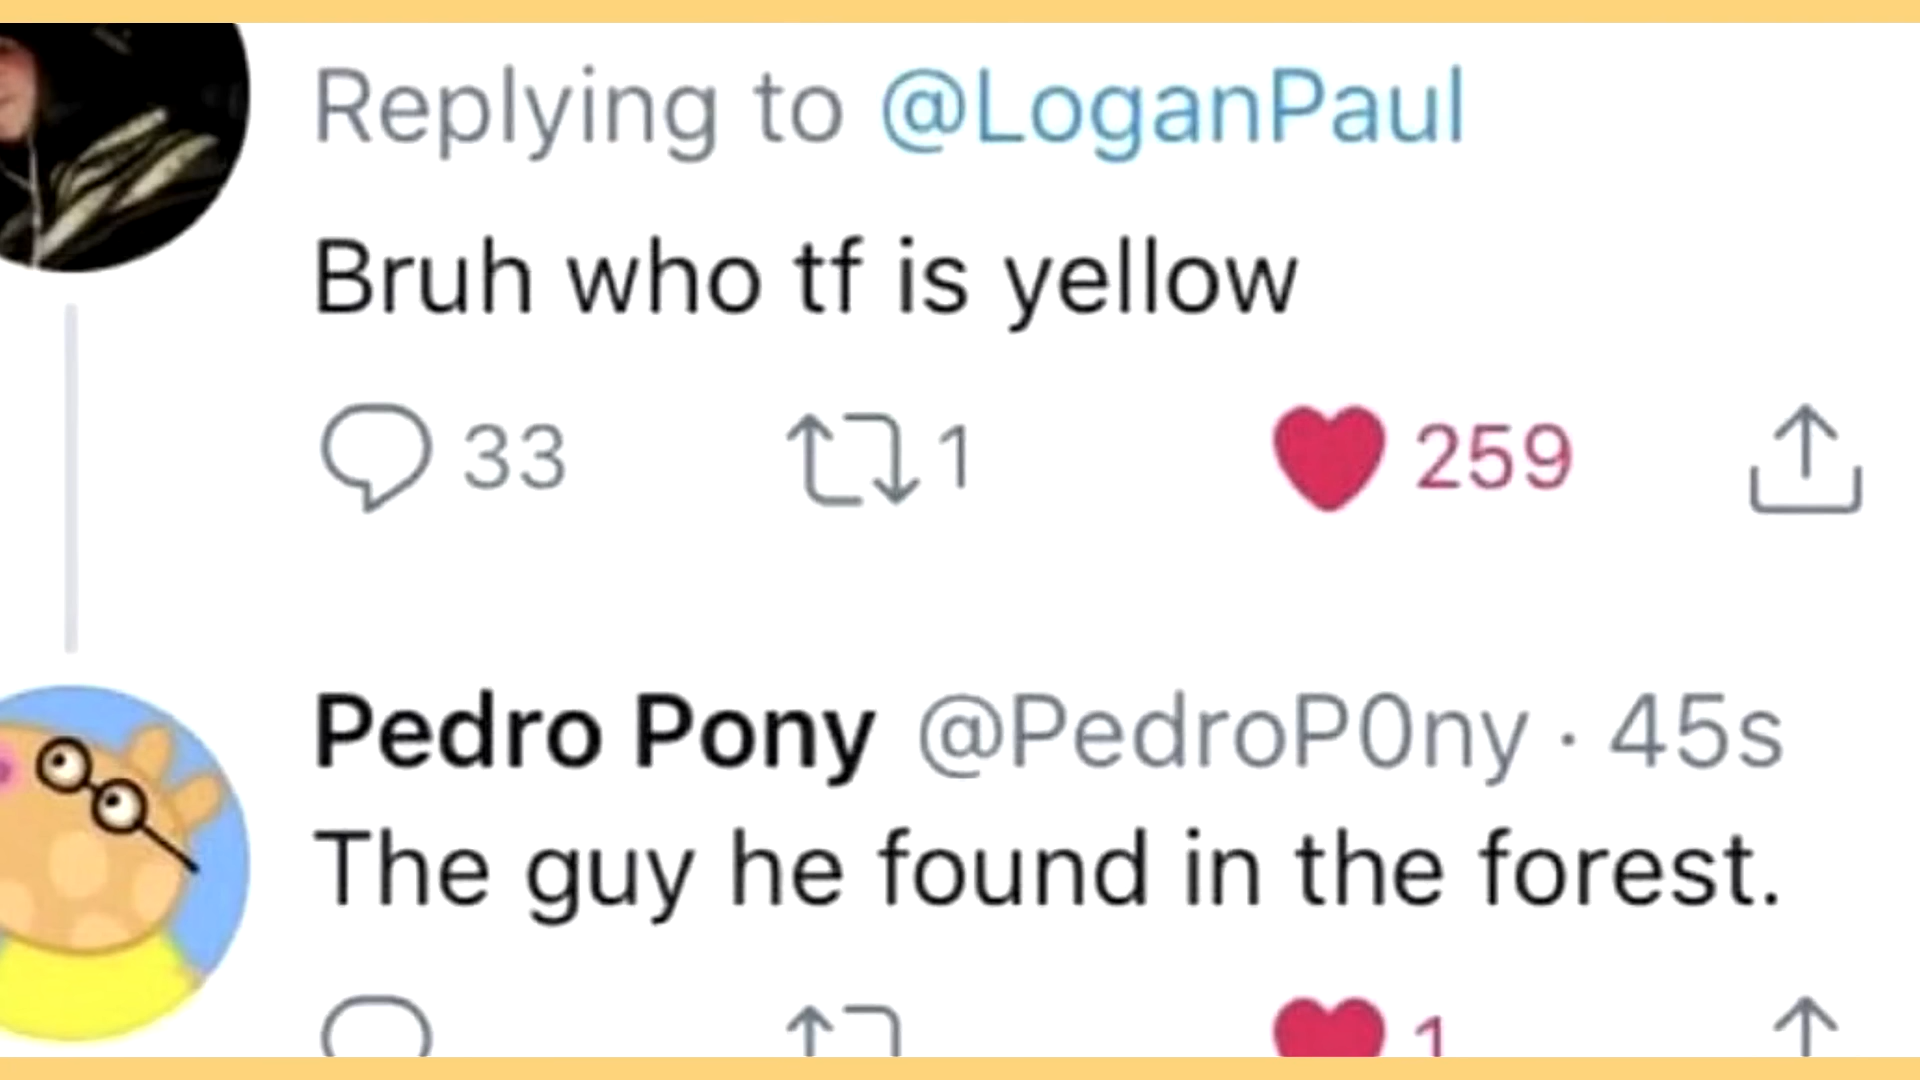 Replying to @LoganPaul
Bruh who tf is yellow
33 1 259
Pedro Pony @PedroP0ny · 45s
The guy he found in the forest.
1